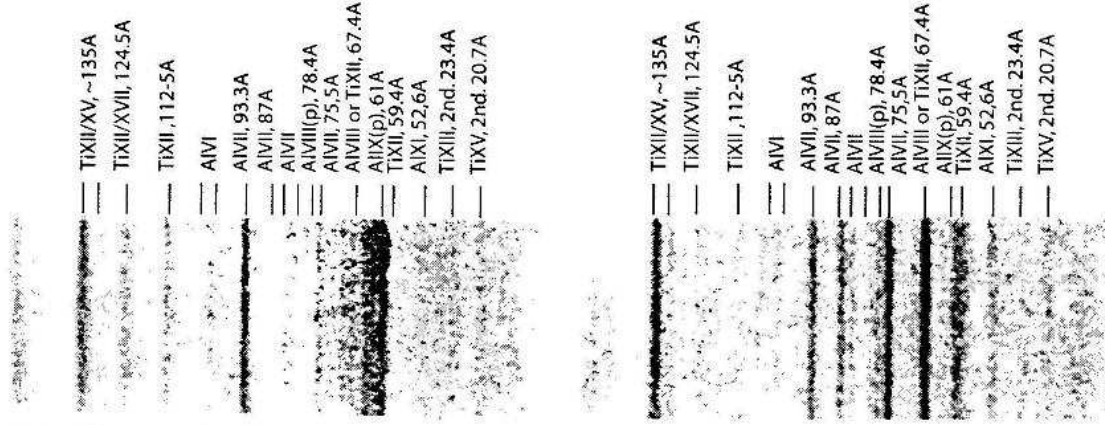 TiXII/XV, ~135A
TiXII/XVII, 124.5A
TiXII, 112-5A
AlVI
AlVII, 93.3A
AlVII, 87A
AlVII
AlVIII(p), 78.4A
AlVII, 75,5A
AlVIII or TiXII, 67.4A
AlIX(p), 61A
TiXII, 59.4A
AlXI, 52,6A
TiXIII, 2nd. 23.4A
TiXV, 2nd. 20.7A
TiXII/XV, ~135A
TiXII/XVII, 124.5A
TiXII, 112-5A
AlVI
AlVII, 93.3A
AlVII, 87A
AlVII
AlVIII(p), 78.4A
AlVII, 75,5A
AlVIII or TiXII, 67.4A
AlIX(p), 61A
TiXII, 59.4A
AlXI, 52,6A
TiXIII, 2nd. 23.4A
TiXV, 2nd. 20.7A